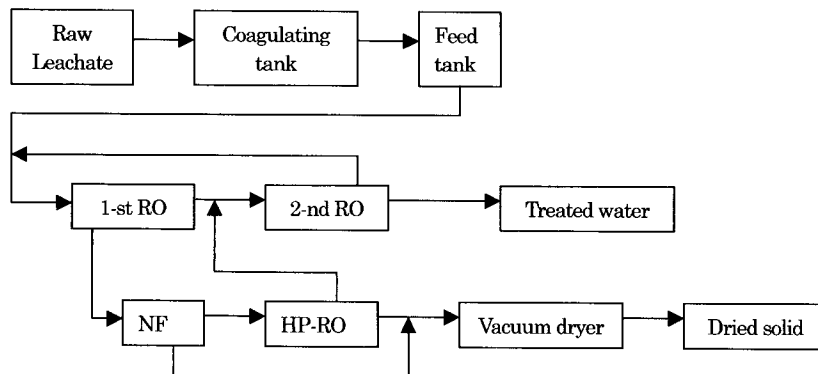 Raw
Leachate
Coagulating
tank
Feed
tank
1-st RO
2-nd RO
Treated water
NF
HP-RO
Vacuum dryer
Dried solid